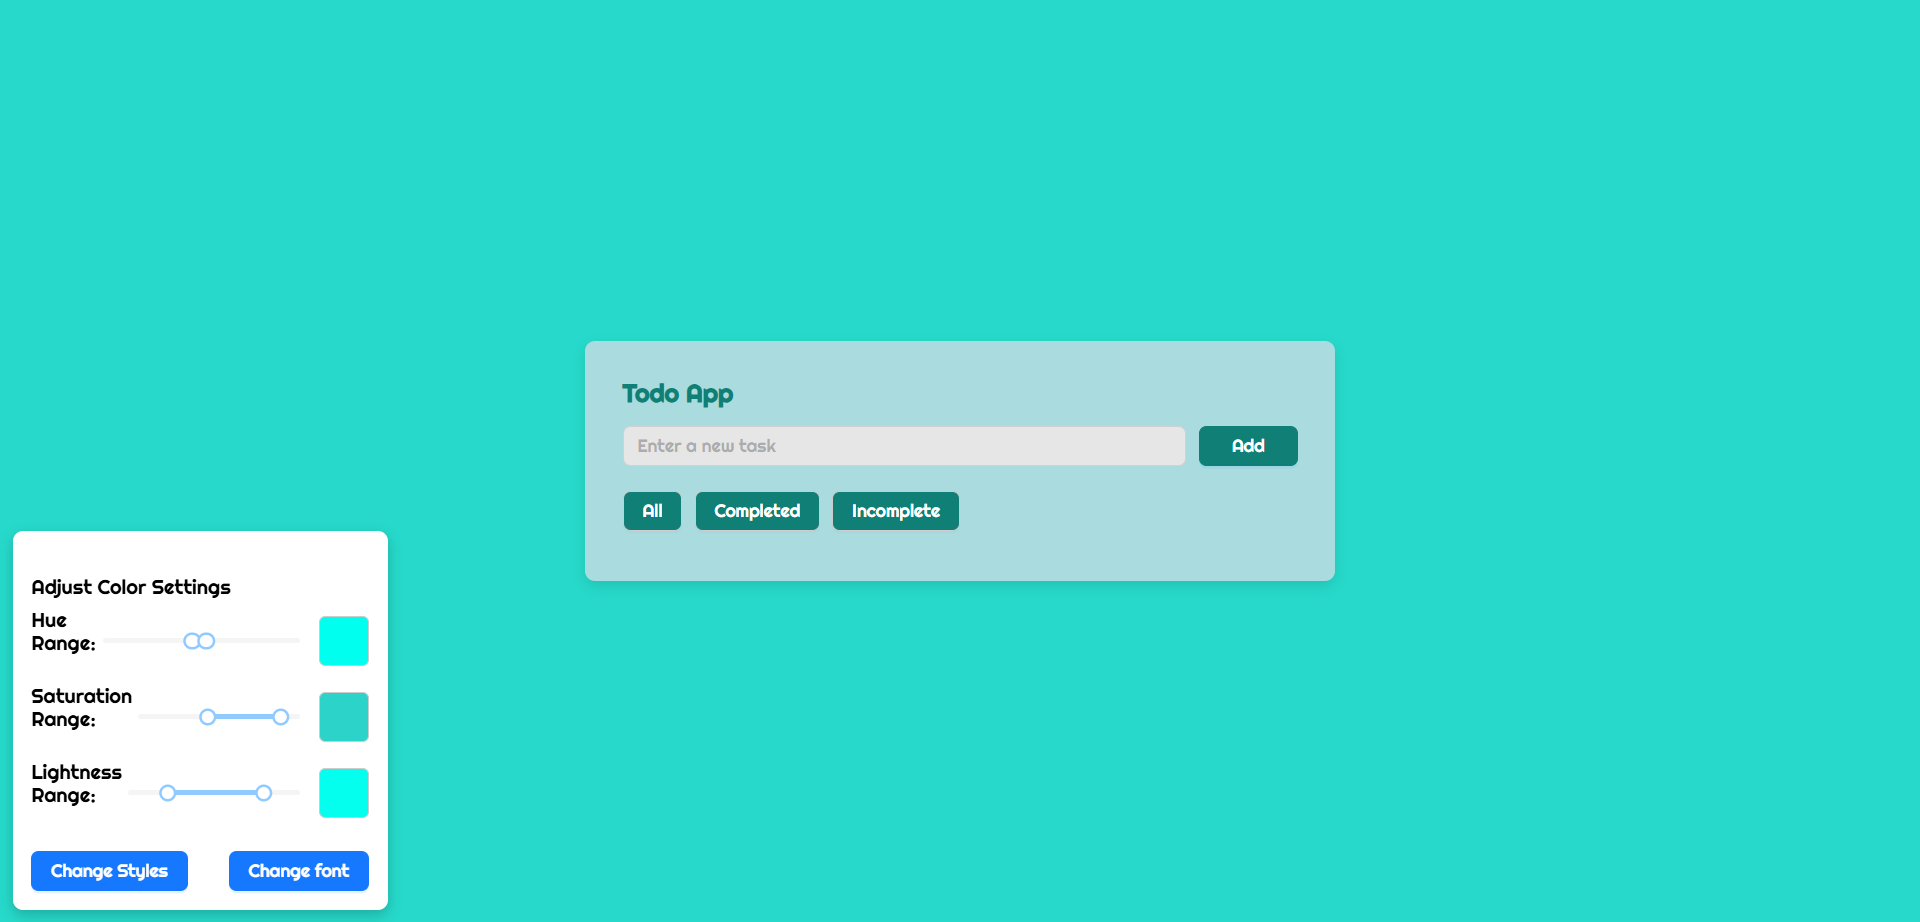 Todo App
Enter a new task
Add
All
Completed
Incomplete
Adjust Color Settings
Hue
Range:
Saturation
Range:
Lightness
Range:
Change Styles
Change font